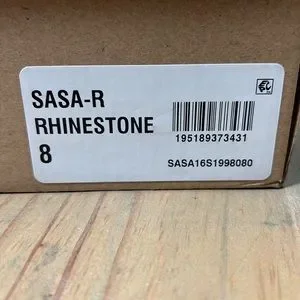 SASA-R
RHINESTONE
8
195189373431
SASA16S1998080